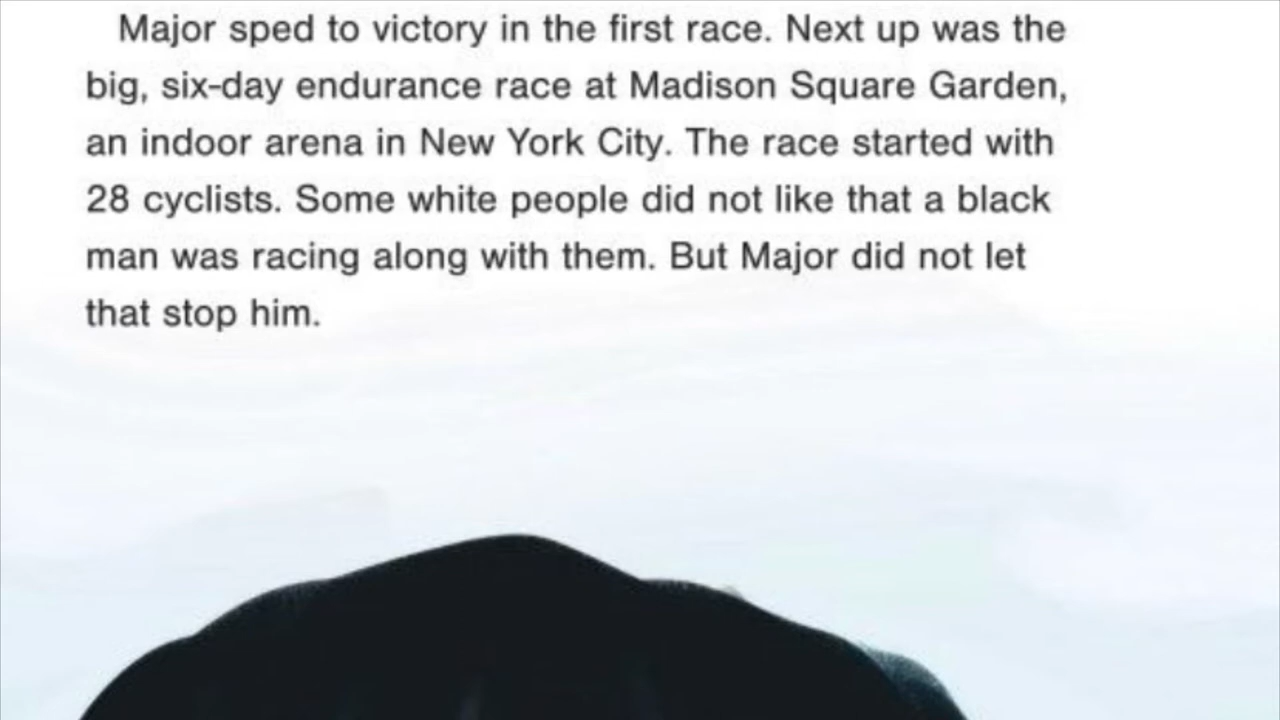 Major sped to victory in the first race. Next up was the
big, six-day endurance race at Madison Square Garden,
an indoor arena in New York City. The race started with
28 cyclists. Some white people did not like that a black
man was racing along with them. But Major did not let
that stop him.